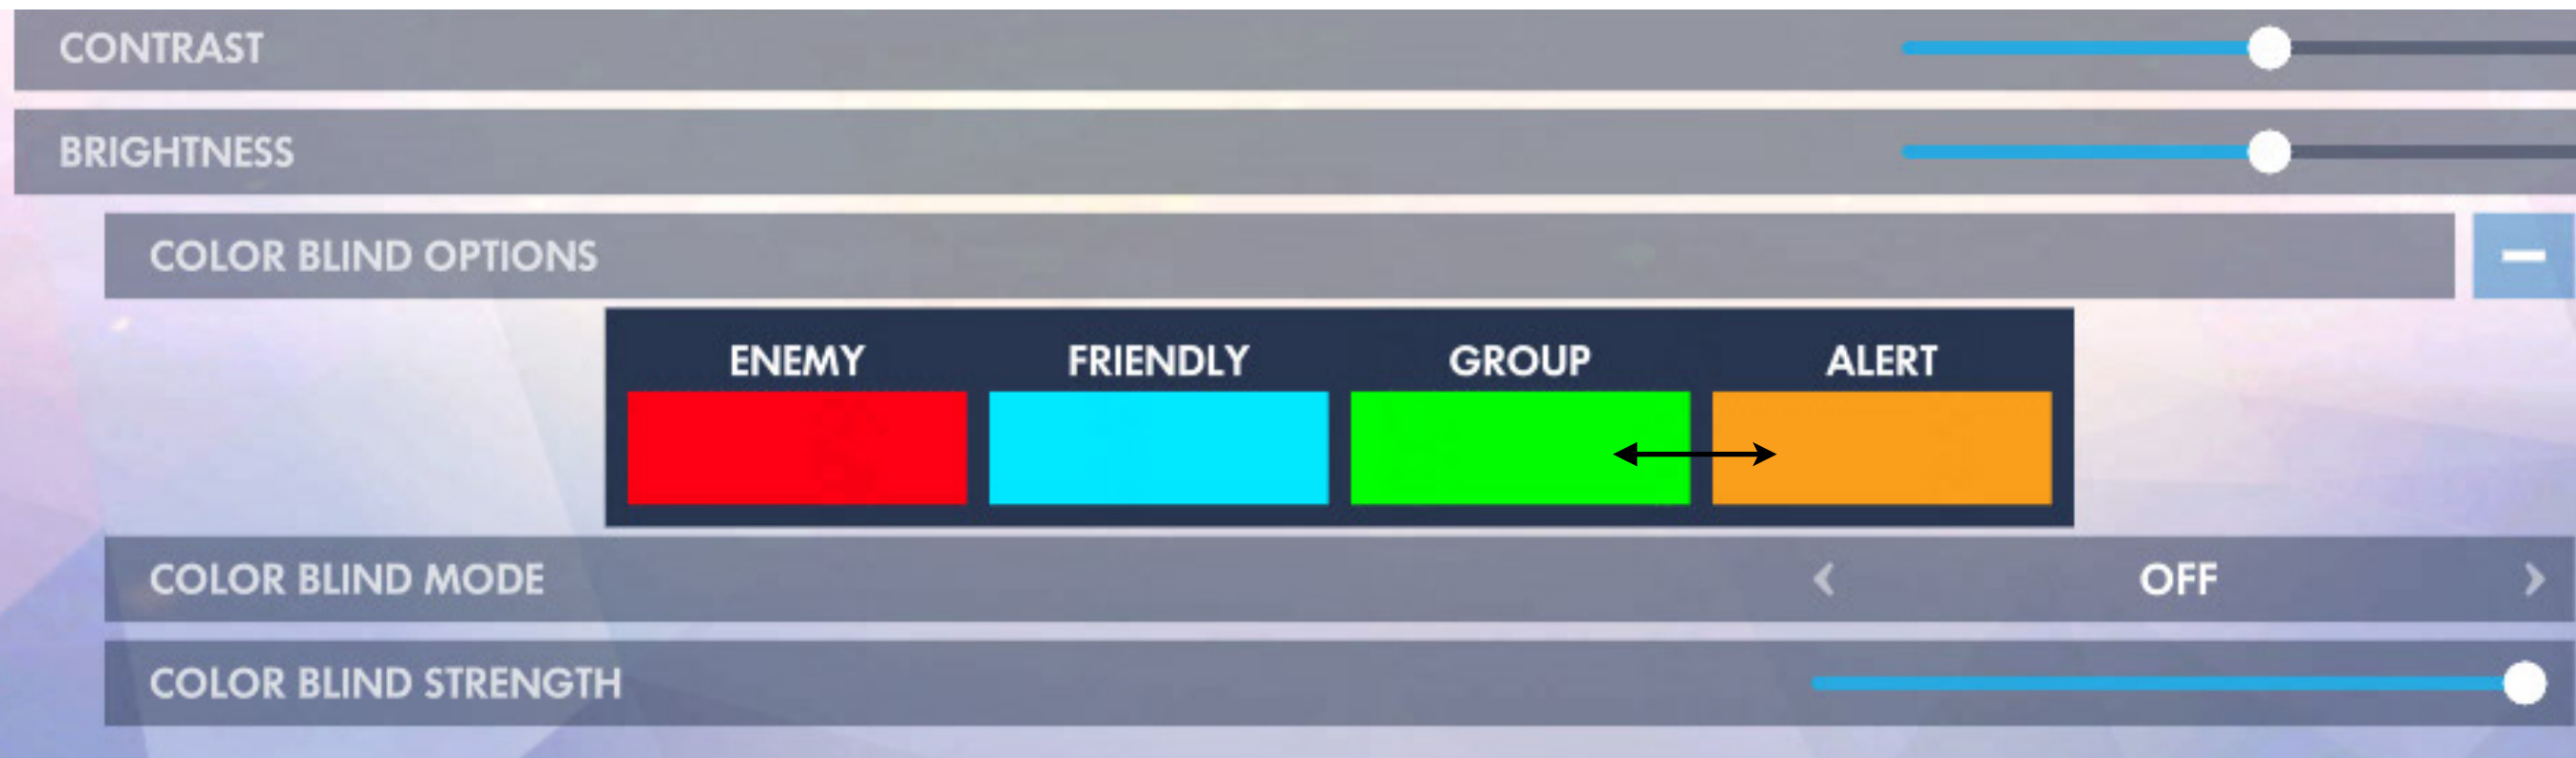 CONTRAST
BRIGHTNESS
COLOR BLIND OPTIONS
ENEMY FRIENDLY GROUP ALERT
COLOR BLIND MODE OFF
COLOR BLIND STRENGTH